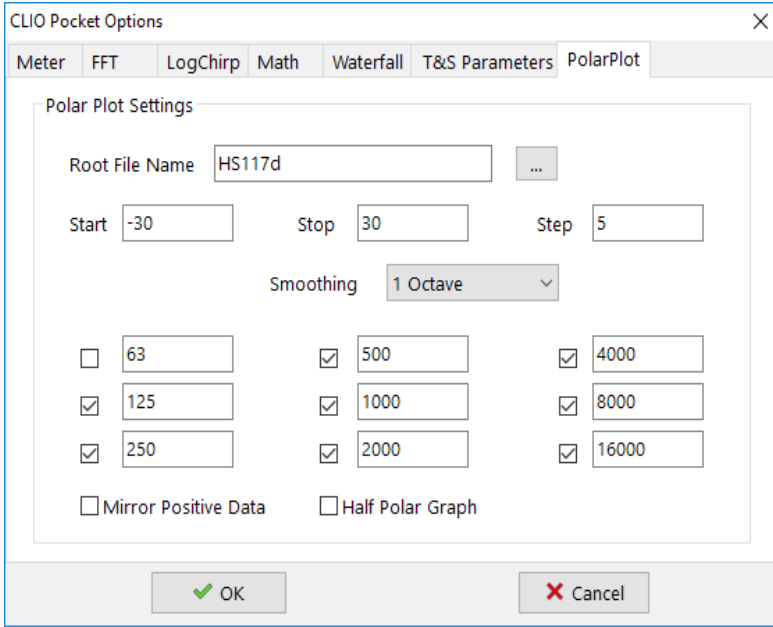 CLIO Pocket Options
Meter FFT LogChirp Math Waterfall T&S Parameters PolarPlot
Polar Plot Settings
Root File Name HS117d ...
Start -30 Stop 30 Step 5
Smoothing 1 Octave
63 500 4000
125 1000 8000
250 2000 16000
Mirror Positive Data Half Polar Graph
OK Cancel